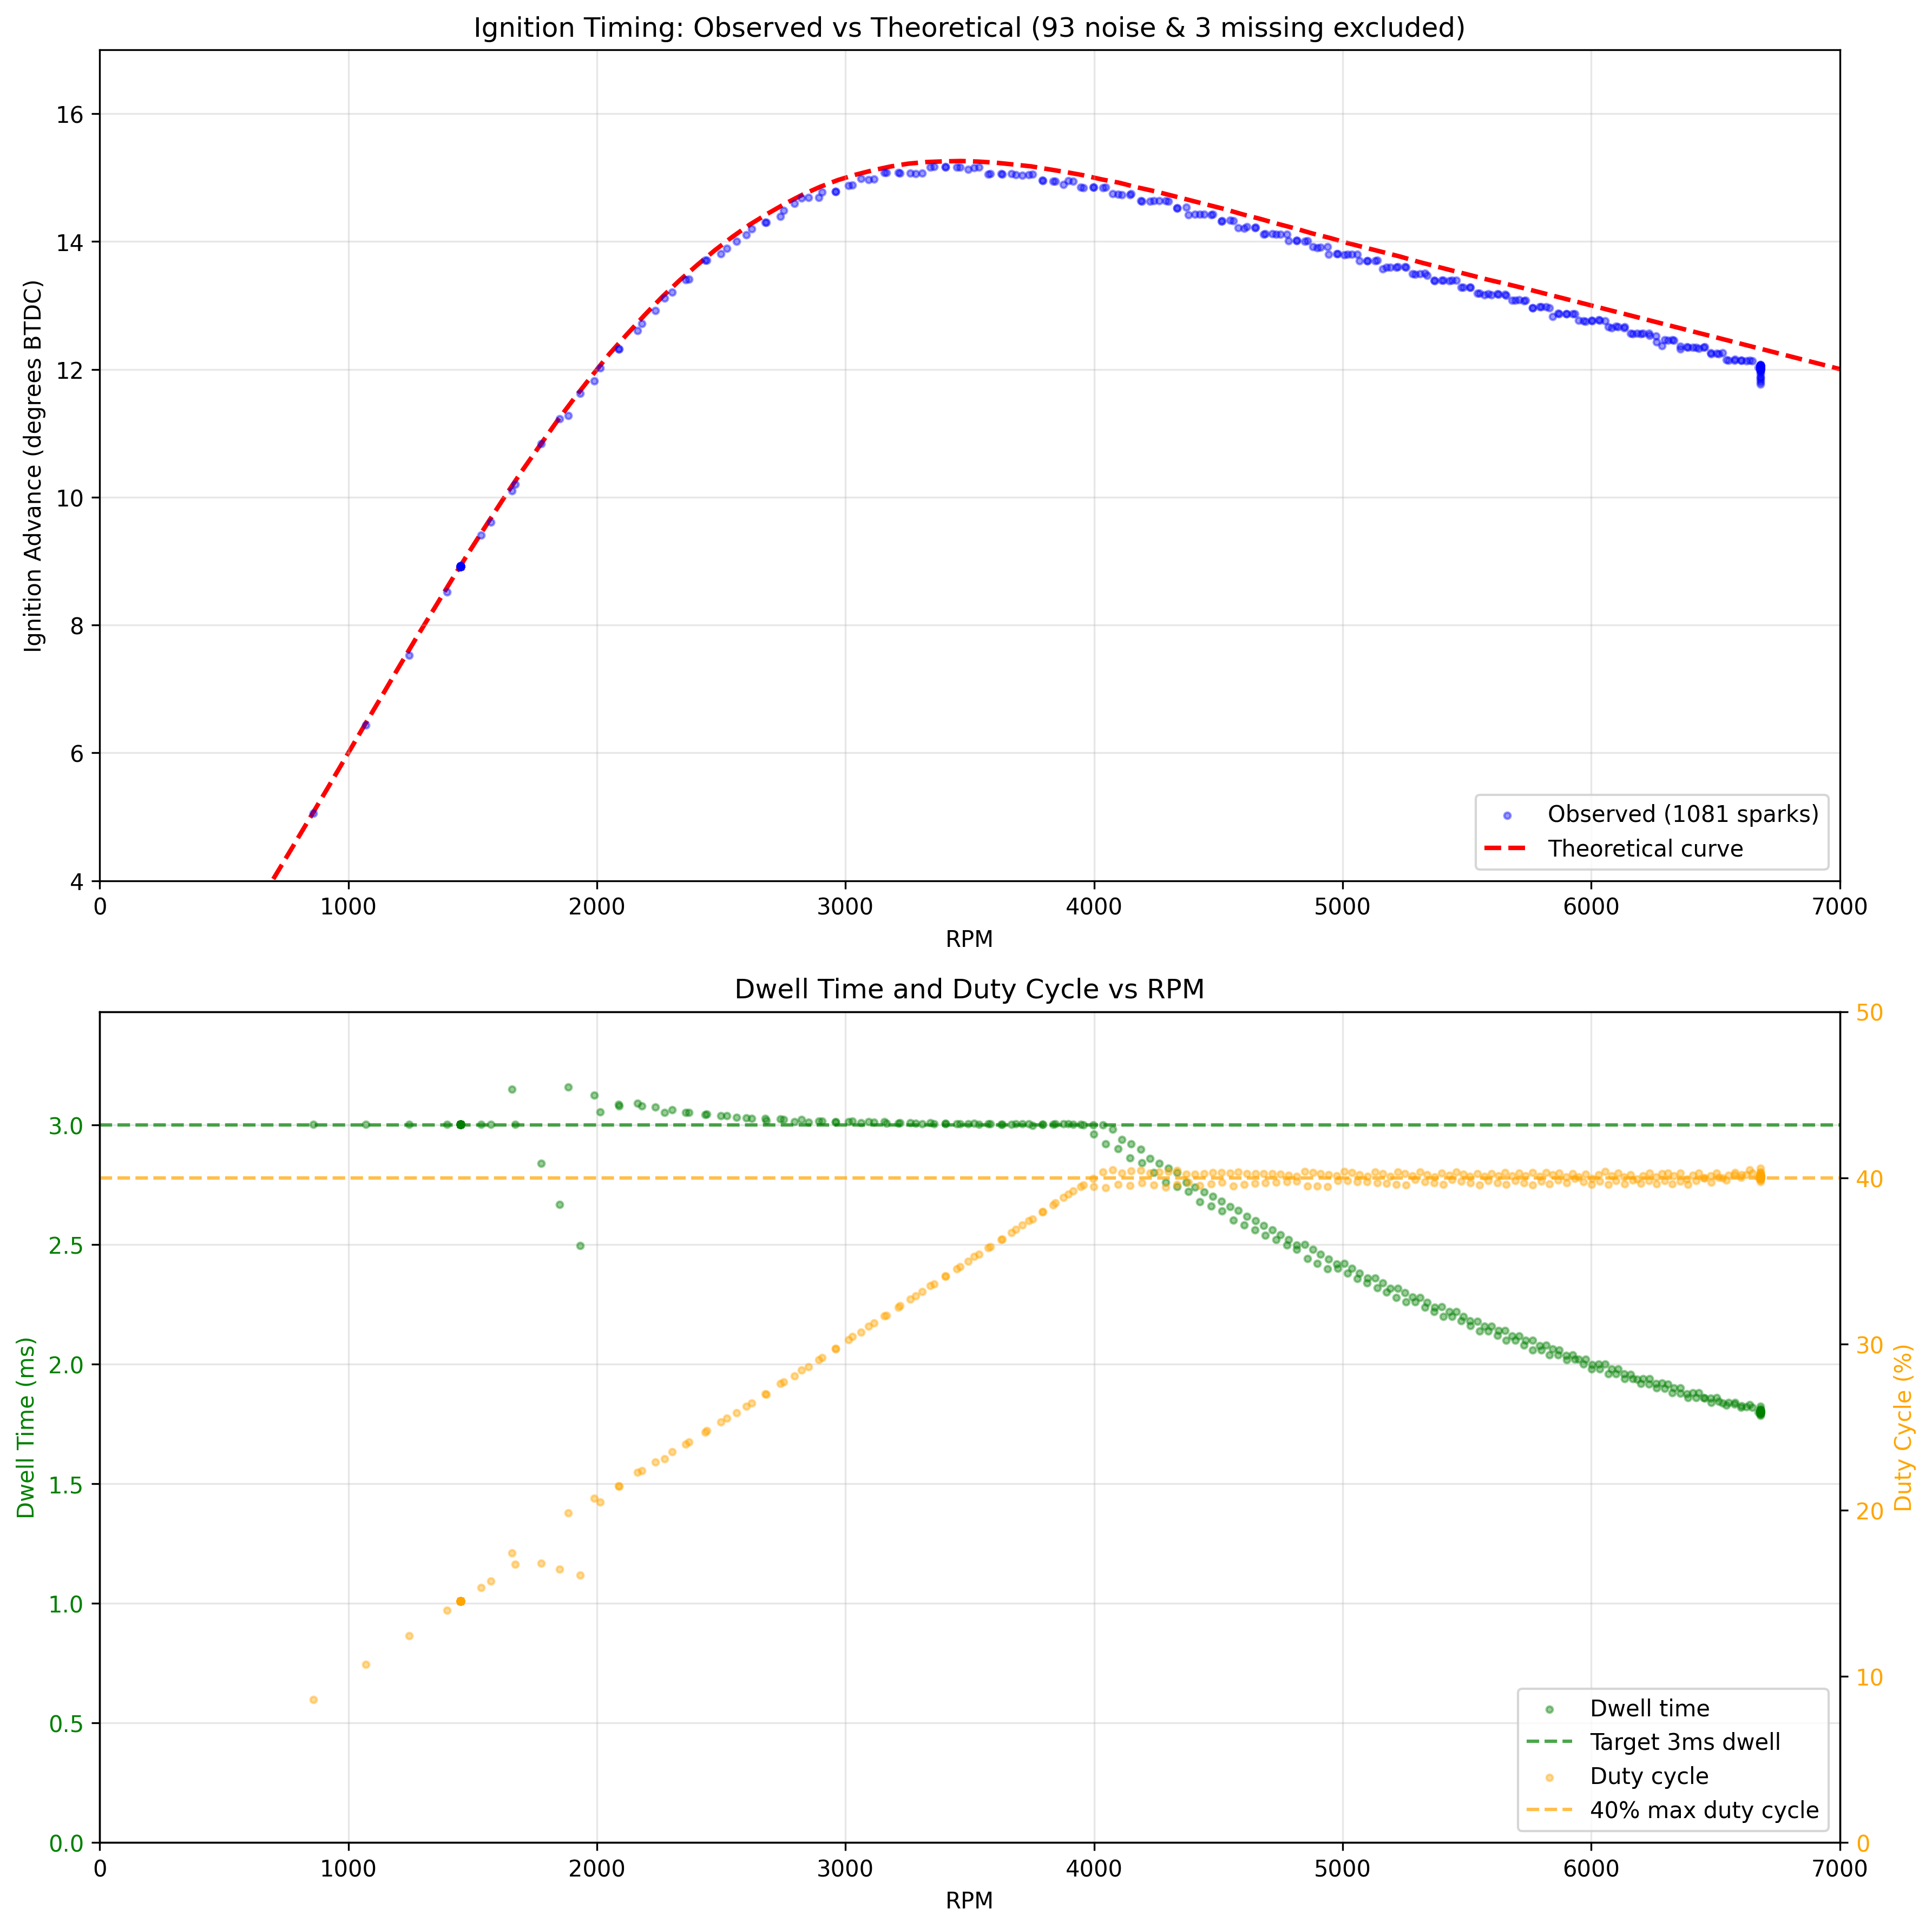 Ignition Timing: Observed vs Theoretical (93 noise & 3 missing excluded)
Ignition Advance (degrees BTDC)
16
14
12
10
8
6
4
0 1000 2000 3000 4000 5000 6000 7000
RPM
Observed (1081 sparks)
Theoretical curve
Dwell Time and Duty Cycle vs RPM
Dwell Time (ms)
3.0
2.5
2.0
1.5
1.0
0.5
0.0
50
40
30
20
10
0
Duty Cycle (%)
Dwell time
Target 3ms dwell
Duty cycle
40% max duty cycle
0 1000 2000 3000 4000 5000 6000 7000
RPM